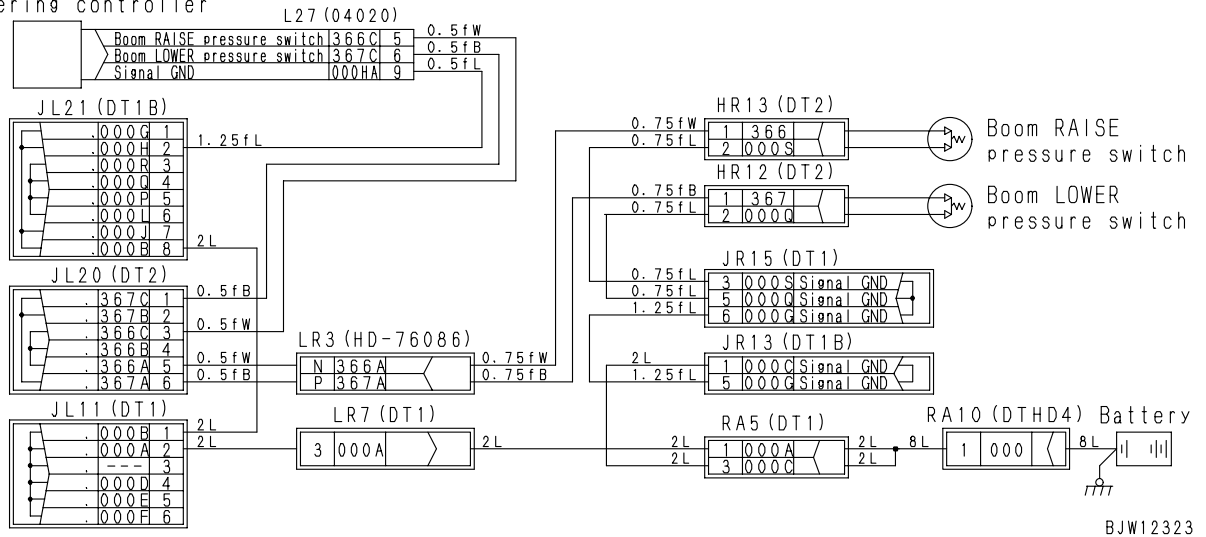 ering controller
L27(04020)
Boom RAISE pressure switch 366C 5 0.5fW
Boom LOWER pressure switch 367C 6 0.5fB
Signal GND 000HA 9 0.5fL
JL21(DT1B)
.000G 1
.000H 2 1.25fL
.000R 3
.000Q 4
.000P 5
.000L 6
.000J 7
.000B 8 2L
JL20(DT2)
. 367C 1 0.5fB
. 367B 2
. 366C 3 0.5fW
. 366B 4
. 366A 5 0.5fW
. 367A 6 0.5fB
JL11(DT1)
. 000B 1 2L
. 000A 2 2L
. --- 3
. 000D 4
. 000E 5
. 000F 6
LR3(HD-76086)
N 366A 0.75fW
P 367A 0.75fB
LR7(DT1)
3 000A 2L
HR13(DT2)
0.75fW 1 366
0.75fL 2 000S
Boom RAISE
pressure switch
HR12(DT2)
0.75fB 1 367
0.75fL 2 000Q
Boom LOWER
pressure switch
JR15(DT1)
0.75fL 3 000S Signal GND
0.75fL 5 000Q Signal GND
1.25fL 6 000G Signal GND
JR13(DT1B)
2L 1 000C Signal GND
1.25fL 5 000G Signal GND
RA5(DT1)
2L 1 000A 2L
2L 3 000C 2L
RA10(DTHD4) Battery
8L 1 000 8L
BJW12323